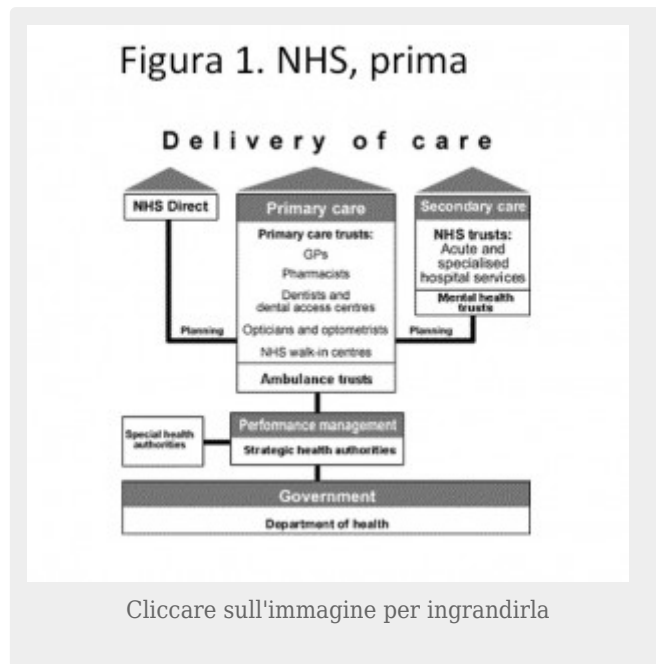 Figura 1. NHS, prima
Delivery of care
NHS Direct
Primary care
Primary care trusts:
GPs
Pharmacists
Dentists and
dental access centres
Opticians and optometrists
NHS walk-in centres
Ambulance trusts
Secondary care
NHS trusts:
Acute and
specialised
hospital services
Mental health
trusts
Planning
Planning
Special health
authorities
Performance management
Strategic health authorities
Government
Department of health
Cliccare sull'immagine per ingrandirla